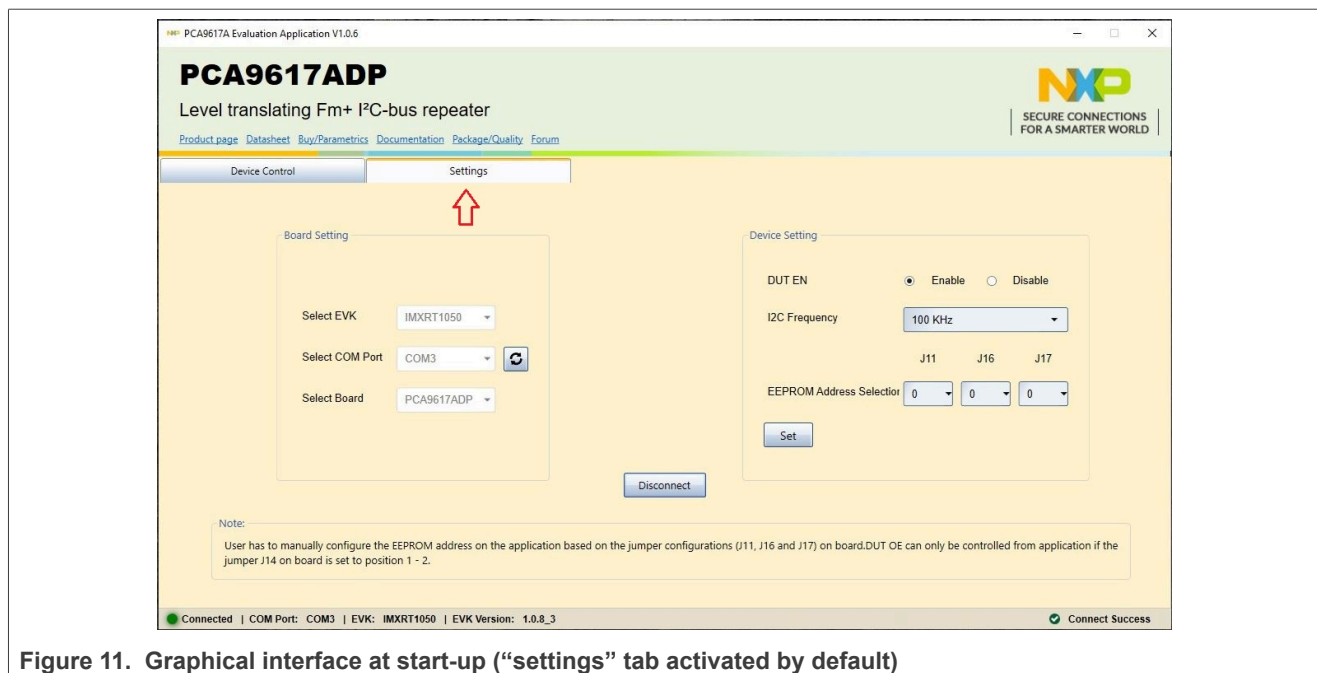 NXP PCA9617A Evaluation Application V1.0.6
PCA9617ADP
Level translating Fm+ I²C-bus repeater
Product page Datasheet Buy/Parametrics Documentation Package/Quality Forum
NXP
SECURE CONNECTIONS
FOR A SMARTER WORLD
Device Control Settings
Board Setting
Select EVK IMXRT1050
Select COM Port COM3
Select Board PCA9617ADP
Device Setting
DUT EN Enable Disable
I2C Frequency 100 KHz
J11 J16 J17
EEPROM Address Selection 0 0 0
Set
Disconnect
Note:
User has to manually configure the EEPROM address on the application based on the jumper configurations (J11, J16 and J17) on board.DUT OE can only be controlled from application if the
jumper J14 on board is set to position 1 - 2.
Connected | COM Port: COM3 | EVK: IMXRT1050 | EVK Version: 1.0.8_3 Connect Success
Figure 11. Graphical interface at start-up (“settings” tab activated by default)